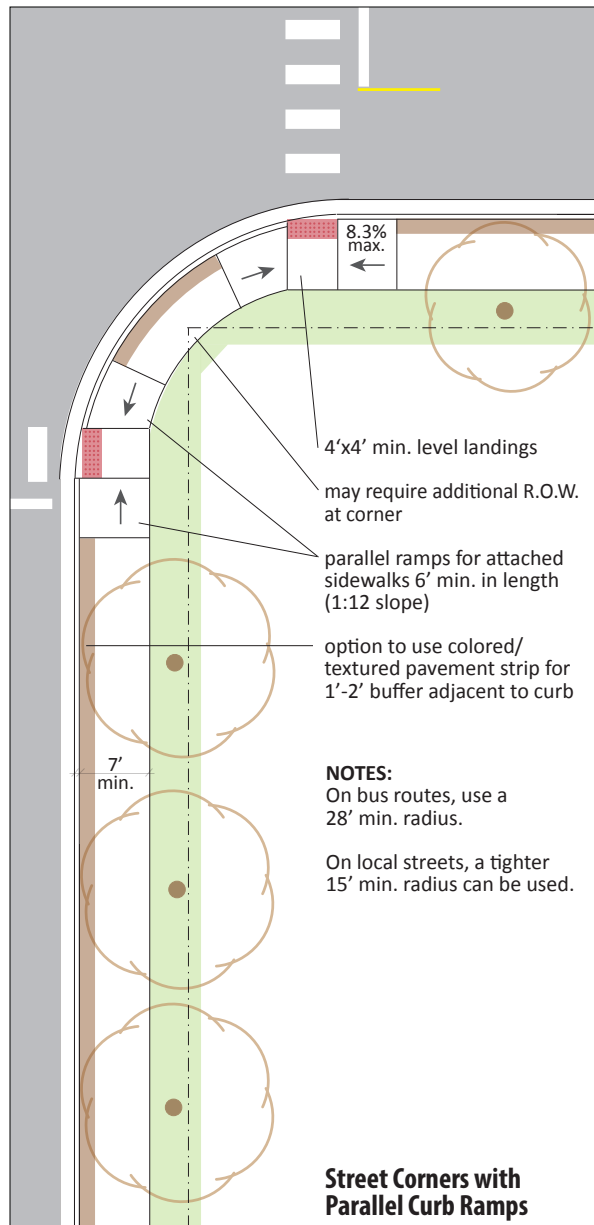 8.3%
max.
4‘x4’ min. level landings
may require additional R.O.W.
at corner
parallel ramps for attached
sidewalks 6’ min. in length
(1:12 slope)
option to use colored/
textured pavement strip for
1’-2’ buffer adjacent to curb
7’
min.
NOTES:
On bus routes, use a
28’ min. radius.
On local streets, a tighter
15’ min. radius can be used.
Street Corners with
Parallel Curb Ramps